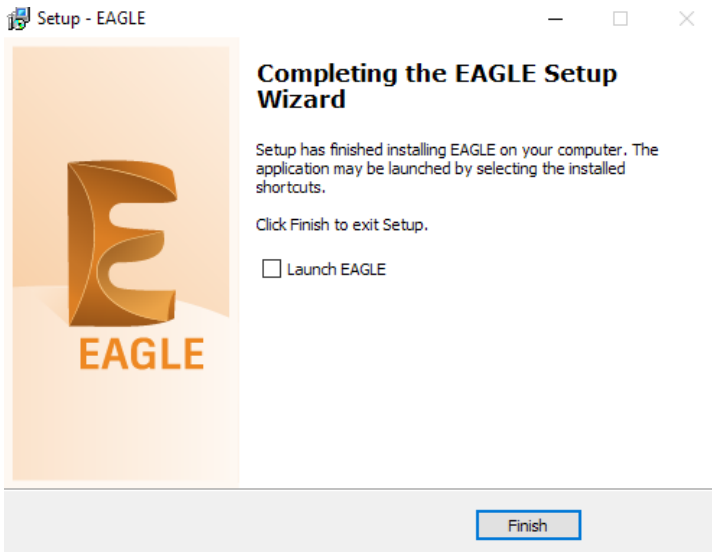 Setup - EAGLE
Completing the EAGLE Setup
Wizard
Setup has finished installing EAGLE on your computer. The
application may be launched by selecting the installed
shortcuts.
Click Finish to exit Setup.
Launch EAGLE
EAGLE
Finish